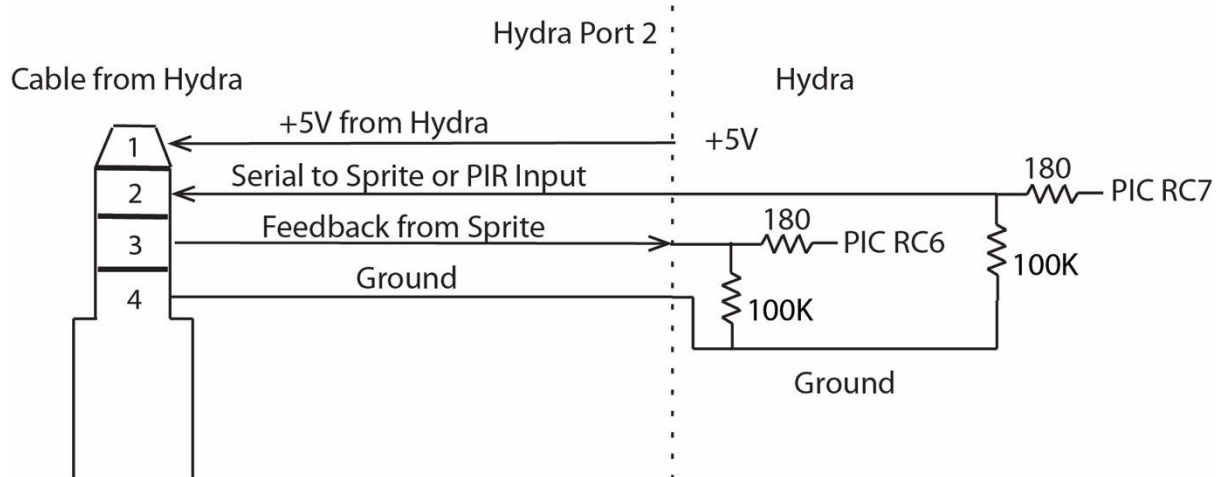 Hydra Port 2
Cable from Hydra
Hydra
1
+5V from Hydra
+5V
2
Serial to Sprite or PIR Input
180
PIC RC7
3
Feedback from Sprite
180
PIC RC6
100K
4
Ground
100K
Ground